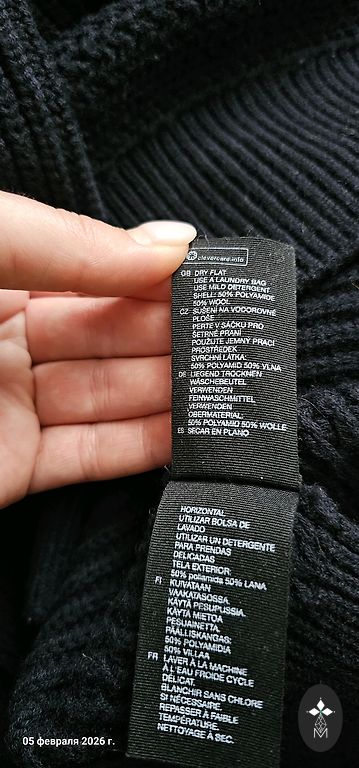 clevercare.info
GB DRY FLAT
USE A LAUNDRY BAG
USE MILD DETERGENT
SHELL: 50% POLYAMIDE
50% WOOL
CZ SUŠENÍ NA VODOROVNÉ
PLOŠE
PERTE V SÁČKU PRO
ŠETRNÉ PRANÍ
POUŽIJTE JEMNÝ PRACÍ
PROSTŘEDEK
SVRCHNÍ LÁTKA:
50% POLYAMID 50% VLNA
DE LIEGEND TROCKNEN
WÄSCHEBEUTEL
VERWENDEN
FEINWASCHMITTEL
VERWENDEN
OBERMATERIAL:
50% POLYAMID 50% WOLLE
ES SECAR EN PLANO
HORIZONTAL
UTILIZAR BOLSA DE
LAVADO
UTILIZAR UN DETERGENTE
PARA PRENDAS
DELICADAS
TELA EXTERIOR:
50% poliamida 50% LANA
FI KUIVATAAN
VAAKATASOSSA.
KÄYTÄ PESUPUSSIA.
KÄYTÄ MIETOA
PESUAINETTA.
PÄÄLLISKANGAS:
50% POLYAMIDIA
50% VILLAA
FR LAVER À LA MACHINE
À L'EAU FROIDE CYCLE
DÉLICAT.
BLANCHIR SANS CHLORE
SI NÉCESSAIRE.
REPASSER À FAIBLE
TEMPÉRATURE.
NETTOYAGE À SEC.
05 февраля 2026 г.
M